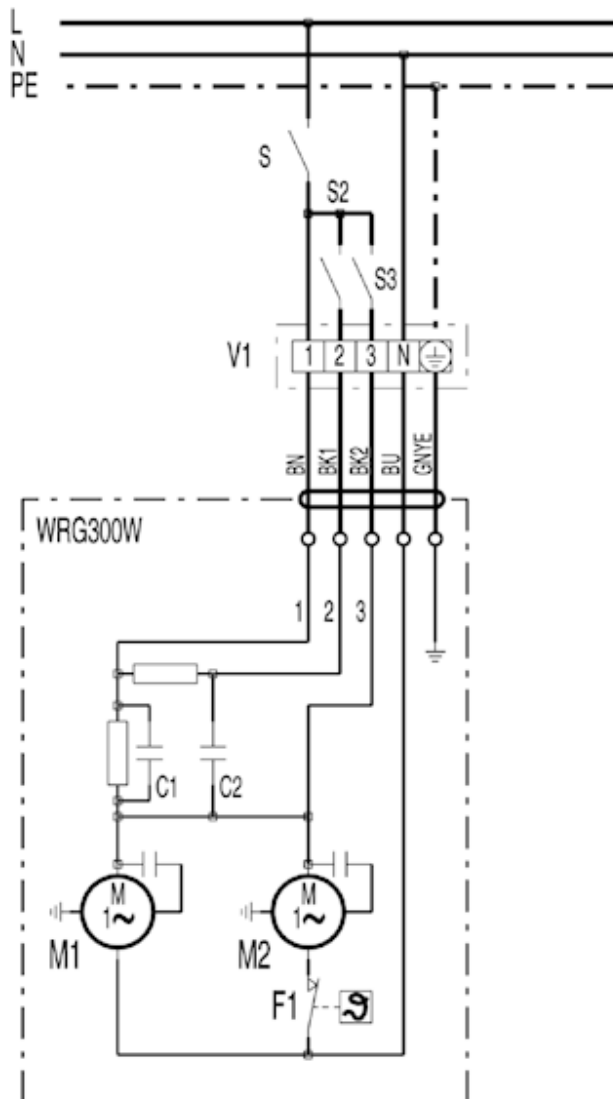 L
N
PE
S
S2
S3
V1
1 2 3 N
BN BK1 BK2 BU GNYE
WRG300W
1 2 3
C1 C2
M 1~
M 1~
M1 M2
F1 ϑ